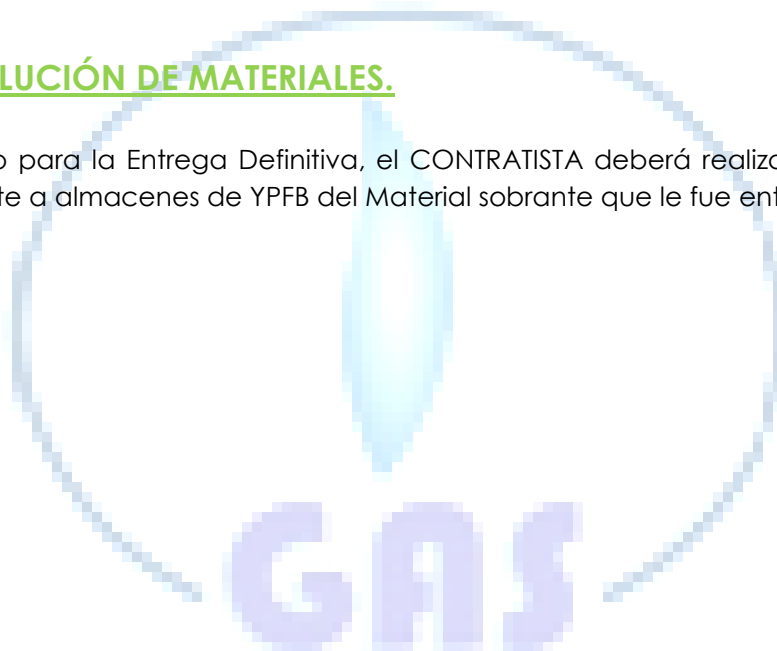 LUCIÓN DE MATERIALES.
o para la Entrega Definitiva, el CONTRATISTA deberá realiza
te a almacenes de YPFB del Material sobrante que le fue ent
GAS